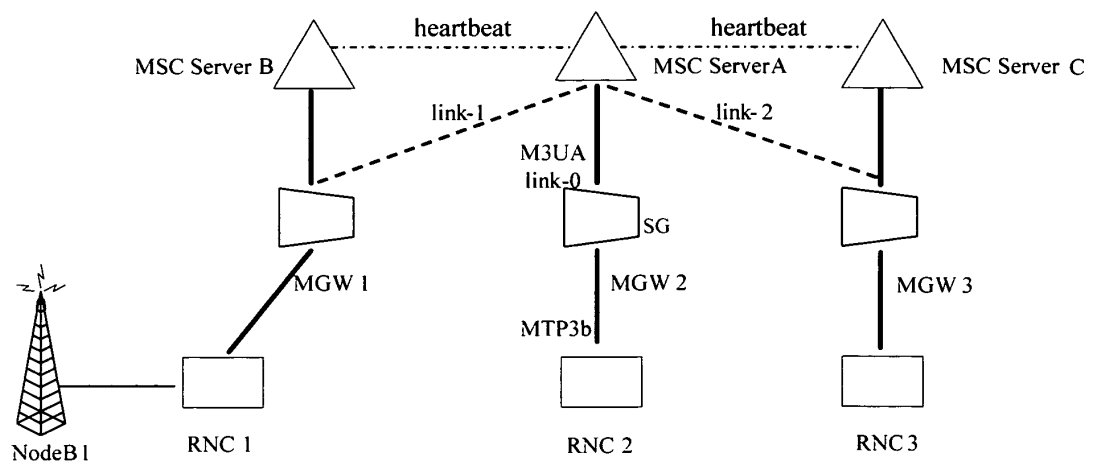 heartbeat
heartbeat
MSC Server B
MSC ServerA
MSC Server C
link-1
link-2
M3UA
link-0
SG
MGW 1
MGW 2
MGW 3
MTP3b
NodeB1
RNC 1
RNC 2
RNC 3